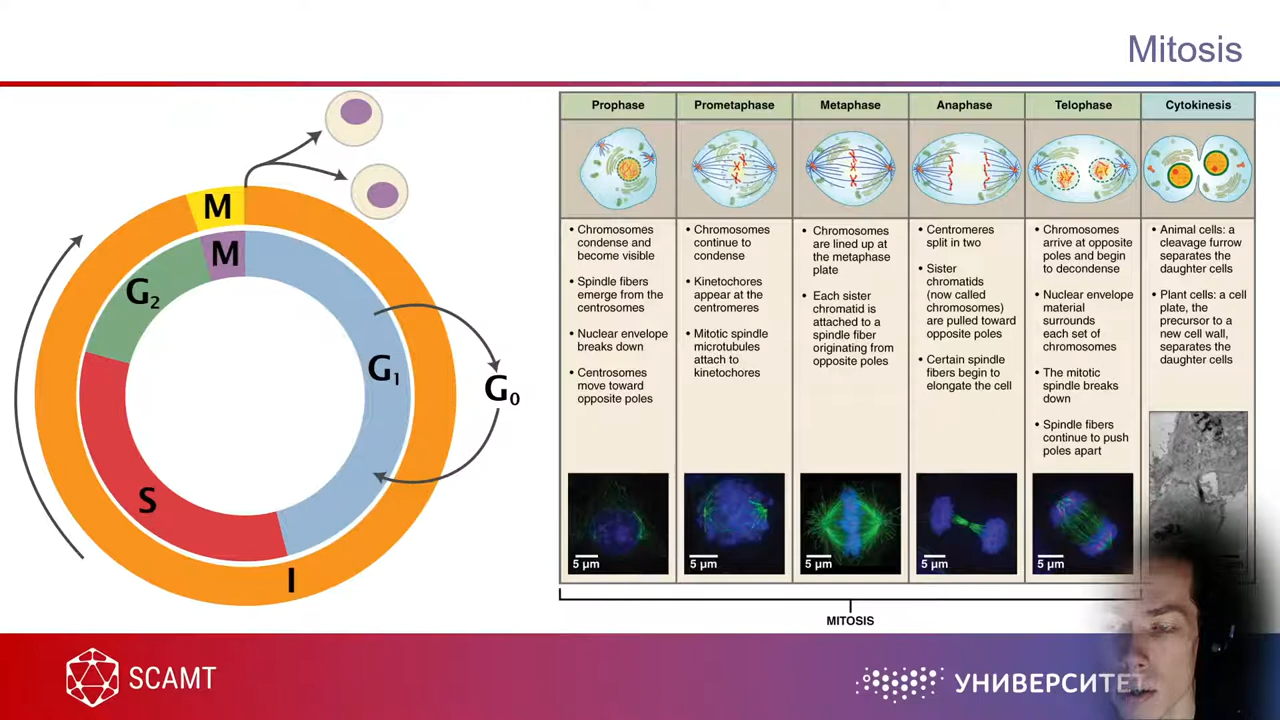 Mitosis
M
M
G2
G1
G0
S
I
Prophase
Prometaphase
Metaphase
Anaphase
Telophase
Cytokinesis
• Chromosomes
condense and
become visible
• Spindle fibers
emerge from the
centrosomes
• Nuclear envelope
breaks down
• Centrosomes
move toward
opposite poles
• Chromosomes
continue to
condense
• Kinetochores
appear at the
centromeres
• Mitotic spindle
microtubules
attach to
kinetochores
• Chromosomes
are lined up at
the metaphase
plate
• Each sister
chromatid is
attached to a
spindle fiber
originating from
opposite poles
• Centromeres
split in two
• Sister
chromatids
(now called
chromosomes)
are pulled toward
opposite poles
• Certain spindle
fibers begin to
elongate the cell
• Chromosomes
arrive at opposite
poles and begin
to decondense
• Nuclear envelope
material
surrounds
each set of
chromosomes
• The mitotic
spindle breaks
down
• Spindle fibers
continue to push
poles apart
• Animal cells: a
cleavage furrow
separates the
daughter cells
• Plant cells: a cell
plate, the
precursor to a
new cell wall,
separates the
daughter cells
5 μm
5 μm
5 μm
5 μm
5 μm
MITOSIS
SCAMT
УНИВЕРСИТЕТ